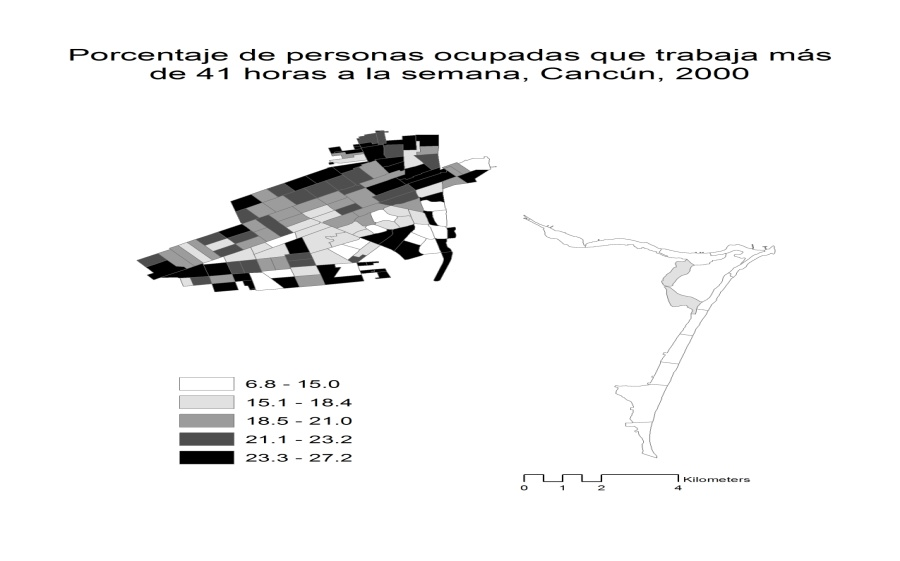 Porcentaje de personas ocupadas que trabaja más
de 41 horas a la semana, Cancún, 2000
6.8 - 15.0
15.1 - 18.4
18.5 - 21.0
21.1 - 23.2
23.3 - 27.2
Kilometers
0 1 2 4